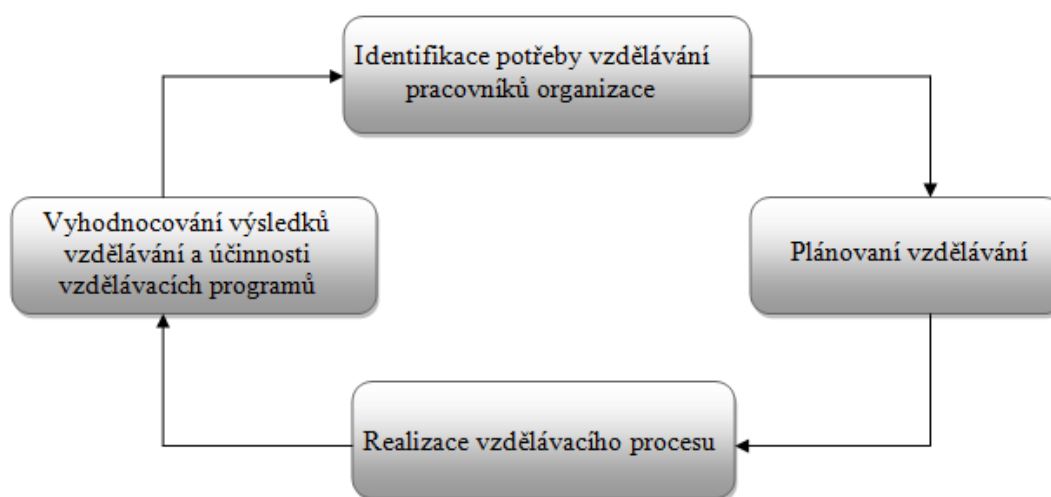 Identifikace potřeby vzdělávání
pracovníků organizace
Vyhodnocování výsledků
vzdělávání a účinnosti
vzdělávacích programů
Plánovaní vzdělávání
Realizace vzdělávacího procesu